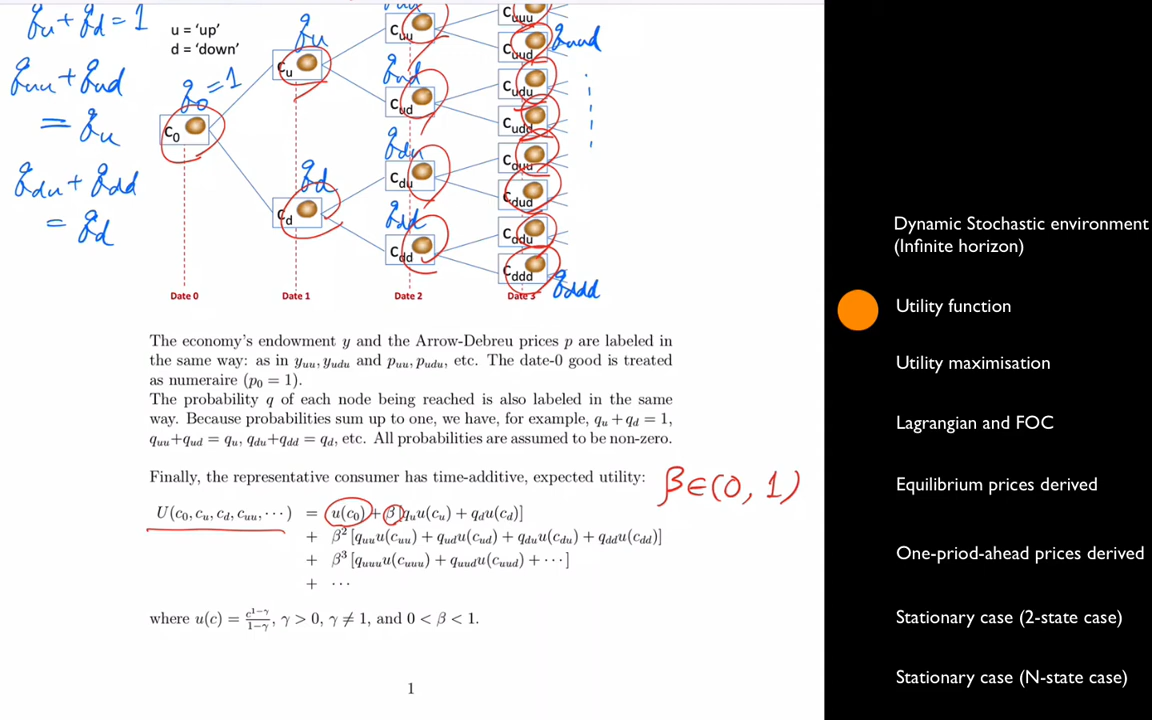 q_u + q_d = 1
u = 'up'
d = 'down'
q_u
C_uu
C_uuu
C_uud
q_uud
C_u
q_uu + q_ud
= q_u
q_0 = 1
q_ud
C_ud
C_udu
C_udd
C_0
q_du + q_dd
= q_d
q_d
q_du
C_du
C_duu
C_dud
C_d
q_dd
C_dd
C_ddu
C_ddd
q_ddd
Date 0
Date 1
Date 2
Date 3
The economy's endowment y and the Arrow-Debreu prices p are labeled in
the same way: as in y_uu, y_udu and p_uu, p_udu, etc. The date-0 good is treated
as numeraire (p_0 = 1).
The probability q of each node being reached is also labeled in the same
way. Because probabilities sum up to one, we have, for example, q_u + q_d = 1,
q_uu+q_ud = q_u, q_du+q_dd = q_d, etc. All probabilities are assumed to be non-zero.
Finally, the representative consumer has time-additive, expected utility:
β∈(0, 1)
U(c_0, c_u, c_d, c_uu, ⋯) = u(c_0) + β[q_u u(c_u) + q_d u(c_d)]
+ β² [q_uu u(c_uu) + q_ud u(c_ud) + q_du u(c_du) + q_dd u(c_dd)]
+ β³ [q_uuu u(c_uuu) + q_uud u(c_uud) + ⋯]
+ ⋯
where u(c) = c^{1−γ}/(1−γ), γ > 0, γ ≠ 1, and 0 < β < 1.
1
Dynamic Stochastic environment
(Infinite horizon)
Utility function
Utility maximisation
Lagrangian and FOC
Equilibrium prices derived
One-priod-ahead prices derived
Stationary case (2-state case)
Stationary case (N-state case)